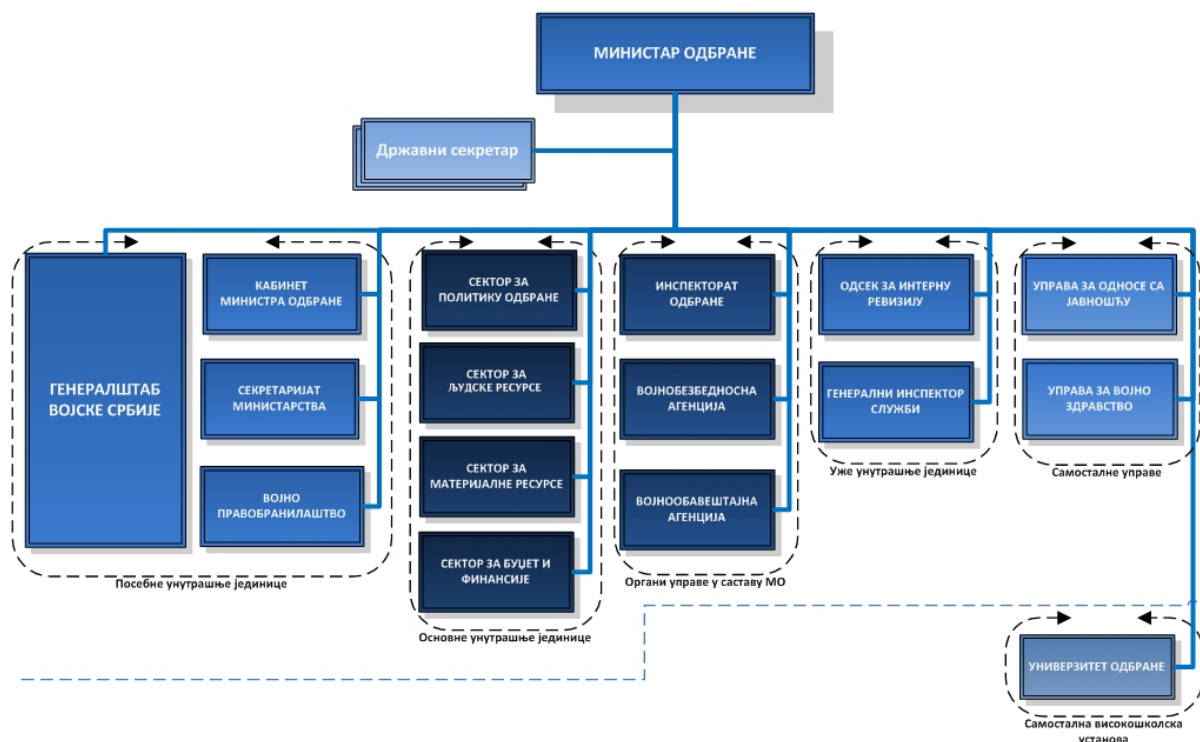 МИНИСТАР ОДБРАНЕ
Државни секретар
ГЕНЕРАЛШТАБ
ВОЈСКЕ СРБИЈЕ
КАБИНЕТ
МИНИСТРА ОДБРАНЕ
СЕКРЕТАРИЈАТ
МИНИСТАРСТВА
ВОЈНО
ПРАВОБРАНИЛАШТВО
Посебне унутрашње јединице
СЕКТОР ЗА
ПОЛИТИКУ ОДБРАНЕ
СЕКТОР ЗА
ЉУДСКЕ РЕСУРСЕ
СЕКТОР ЗА
МАТЕРИЈАЛНЕ РЕСУРСЕ
СЕКТОР ЗА БУЏЕТ И
ФИНАНСИЈЕ
Основне унутрашње јединице
ИНСПЕКТОРАТ
ОДБРАНЕ
ВОЈНОБЕЗБЕДНОСНА
АГЕНЦИЈА
ВОЈНООБАВЕШТАЈНА
АГЕНЦИЈА
Органи управе у саставу МО
ОДСЕК ЗА ИНТЕРНУ
РЕВИЗИЈУ
ГЕНЕРАЛНИ ИНСПЕКТОР
СЛУЖБИ
Уже унутрашње јединице
УПРАВА ЗА ОДНОСЕ СА
ЈАВНОШЋУ
УПРАВА ЗА ВОЈНО
ЗДРАВСТВО
Самосталне управе
УНИВЕРЗИТЕТ ОДБРАНЕ
Самостална високошколска
установа